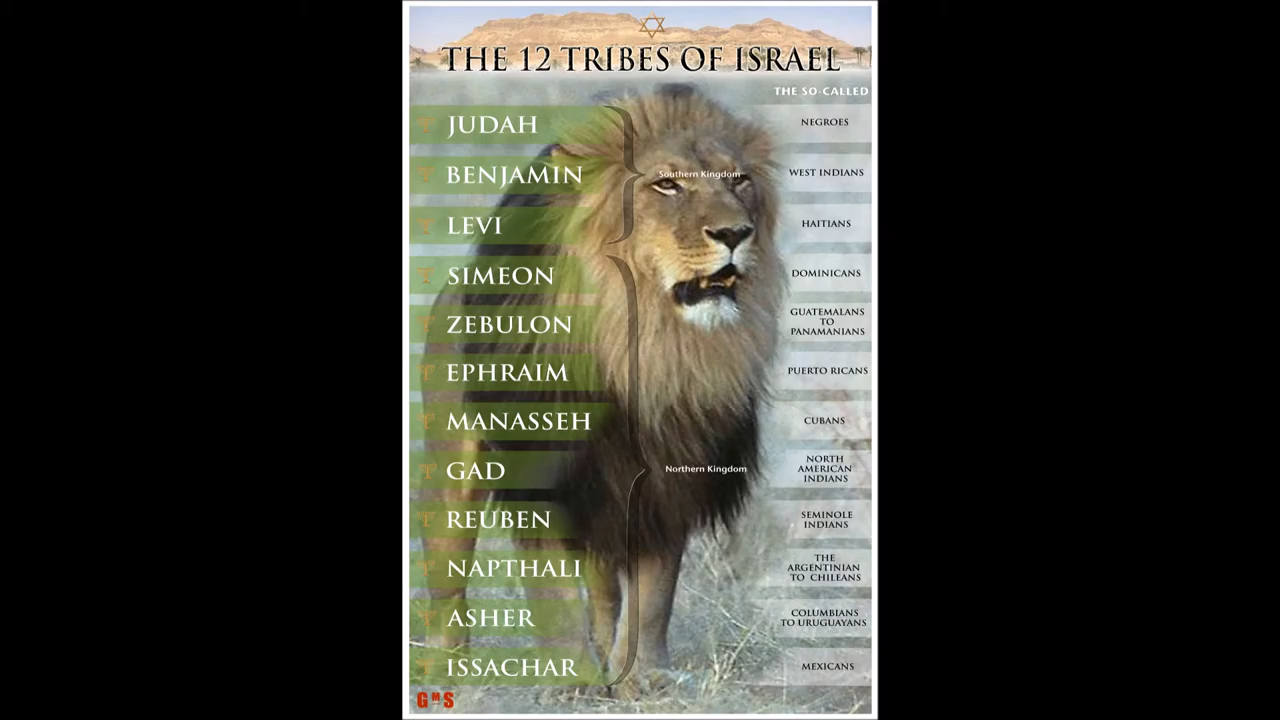 THE 12 TRIBES OF ISRAEL
THE SO-CALLED
JUDAH
NEGROES
BENJAMIN
Southern Kingdom
WEST INDIANS
LEVI
HAITIANS
SIMEON
DOMINICANS
ZEBULON
GUATEMALANS
TO
PANAMANIANS
EPHRAIM
PUERTO RICANS
MANASSEH
CUBANS
GAD
Northern Kingdom
NORTH
AMERICAN
INDIANS
REUBEN
SEMINOLE
INDIANS
NAPTHALI
THE
ARGENTINIAN
TO CHILEANS
ASHER
COLUMBIANS
TO URUGUAYANS
ISSACHAR
MEXICANS
GMS